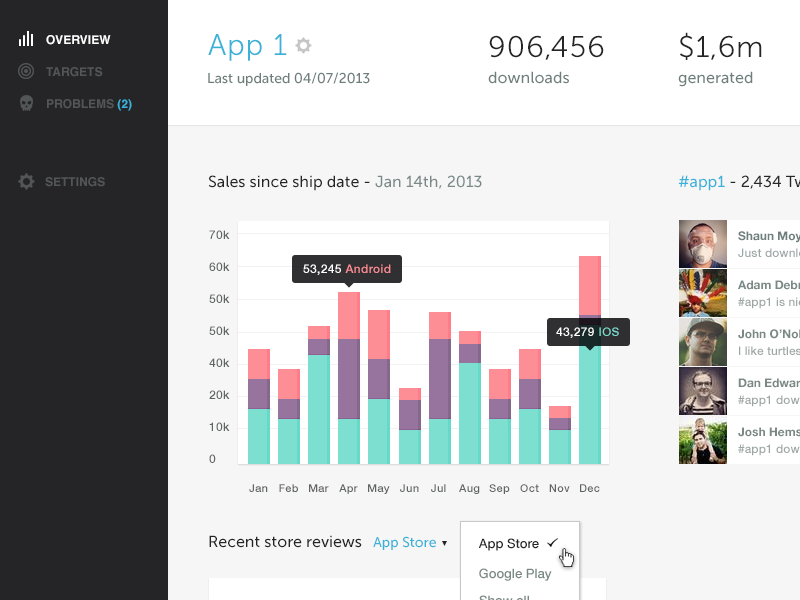 OVERVIEW
TARGETS
PROBLEMS (2)
SETTINGS
App 1
Last updated 04/07/2013
906,456
downloads
$1,6m
generated
Sales since ship date - Jan 14th, 2013
70k
60k
50k
50k
40k
20k
10k
0
53,245 Android
43,279 IOS
Jan Feb Mar Apr May Jun Jul Aug Sep Oct Nov Dec
#app1 - 2,434 Tw
Shaun Moy
Just downl
Adam Debr
#app1 is nic
John O'Nol
I like turtles
Dan Edwar
#app1 dow
Josh Hems
#app1 dow
Recent store reviews App Store ▾
App Store ✓
Google Play
Show all